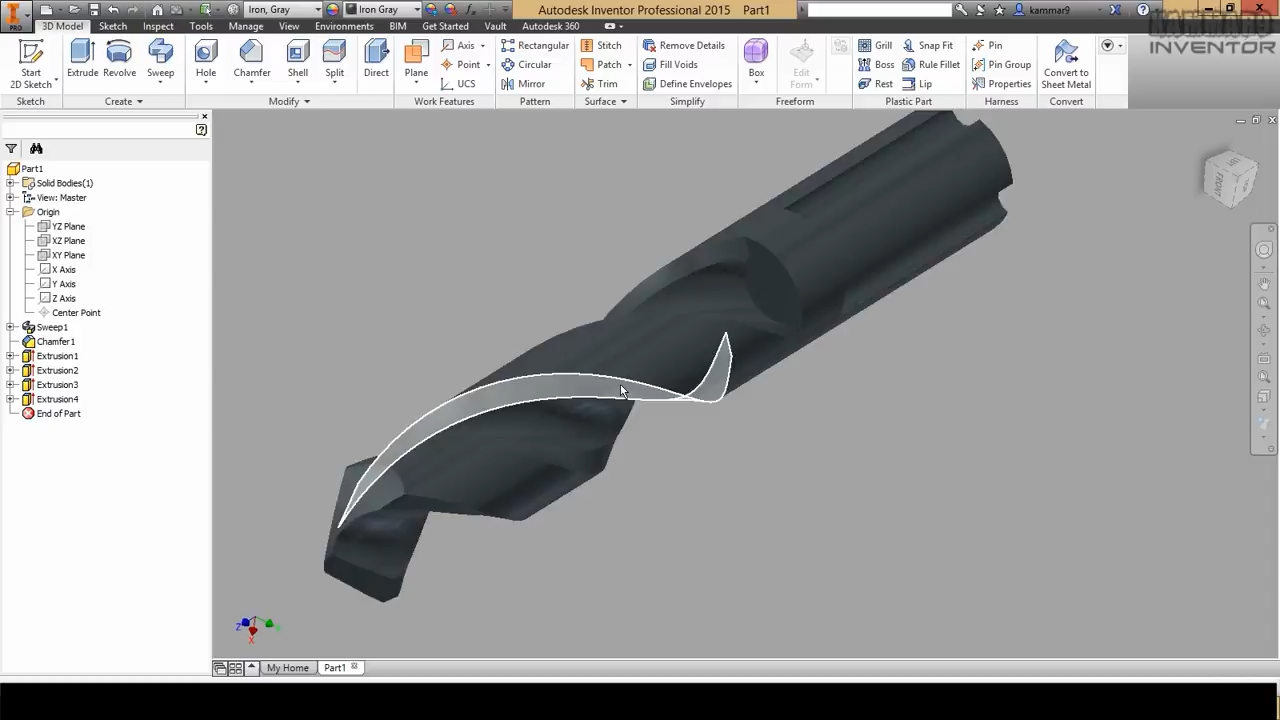 PRO
Iron, Gray
Iron Gray
Autodesk Inventor Professional 2015 Part1
kammar9
INVENTOR
3D Model Sketch Inspect Tools Manage View Environments BIM Get Started Vault Autodesk 360
Start
2D Sketch
Extrude Revolve Sweep
Hole Chamfer Shell Split
Direct
Plane
Axis
Point
UCS
Rectangular
Circular
Mirror
Stitch
Patch
Trim
Remove Details
Fill Voids
Define Envelopes
Box
Edit
Form
Grill Snap Fit
Boss Rule Fillet
Rest Lip
Pin
Pin Group
Properties
Convert to
Sheet Metal
Sketch Create Modify Work Features Pattern Surface Simplify Freeform Plastic Part Harness Convert
Part1
Solid Bodies(1)
View: Master
Origin
YZ Plane
XZ Plane
XY Plane
X Axis
Y Axis
Z Axis
Center Point
Sweep1
Chamfer1
Extrusion1
Extrusion2
Extrusion3
Extrusion4
End of Part
FRONT
Z
X
My Home Part1